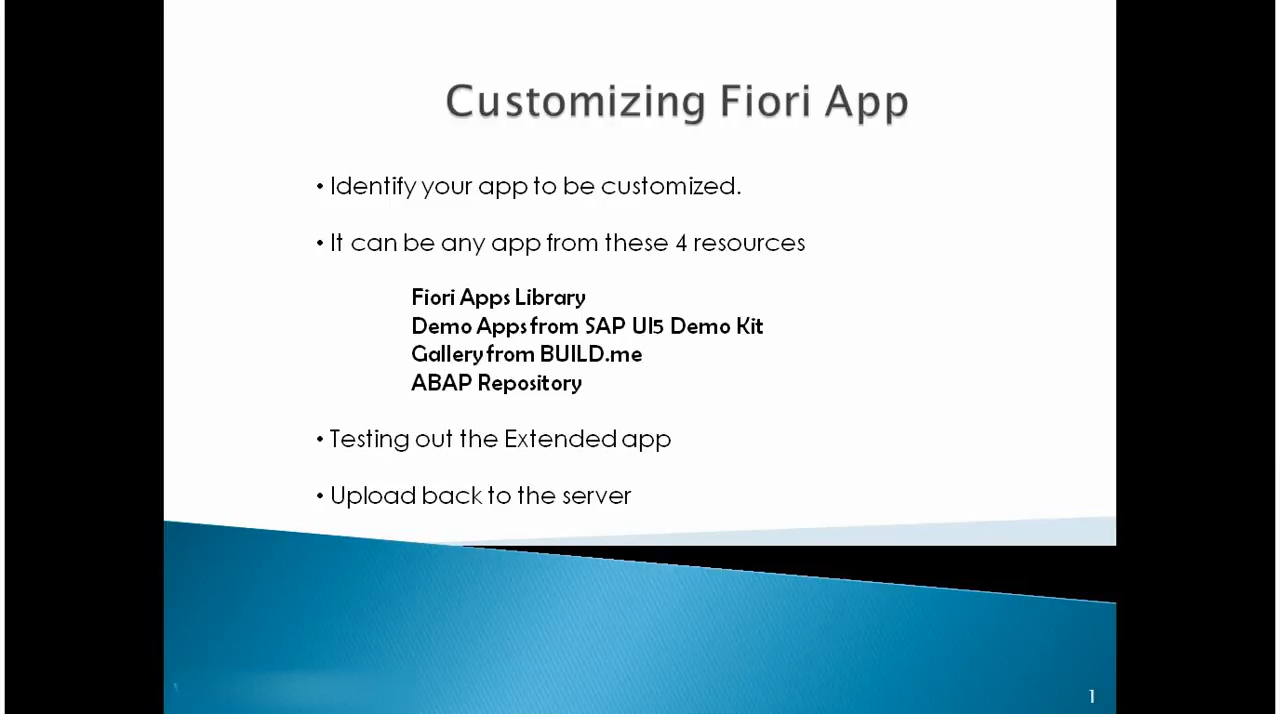 Customizing Fiori App
• Identify your app to be customized.
• It can be any app from these 4 resources
Fiori Apps Library
Demo Apps from SAP UI5 Demo Kit
Gallery from BUILD.me
ABAP Repository
• Testing out the Extended app
• Upload back to the server
1